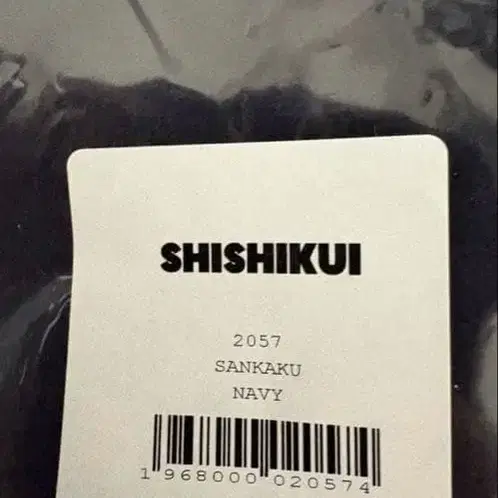 SHISHIKUI
2057
SANKAKU
NAVY
1 968000 020574